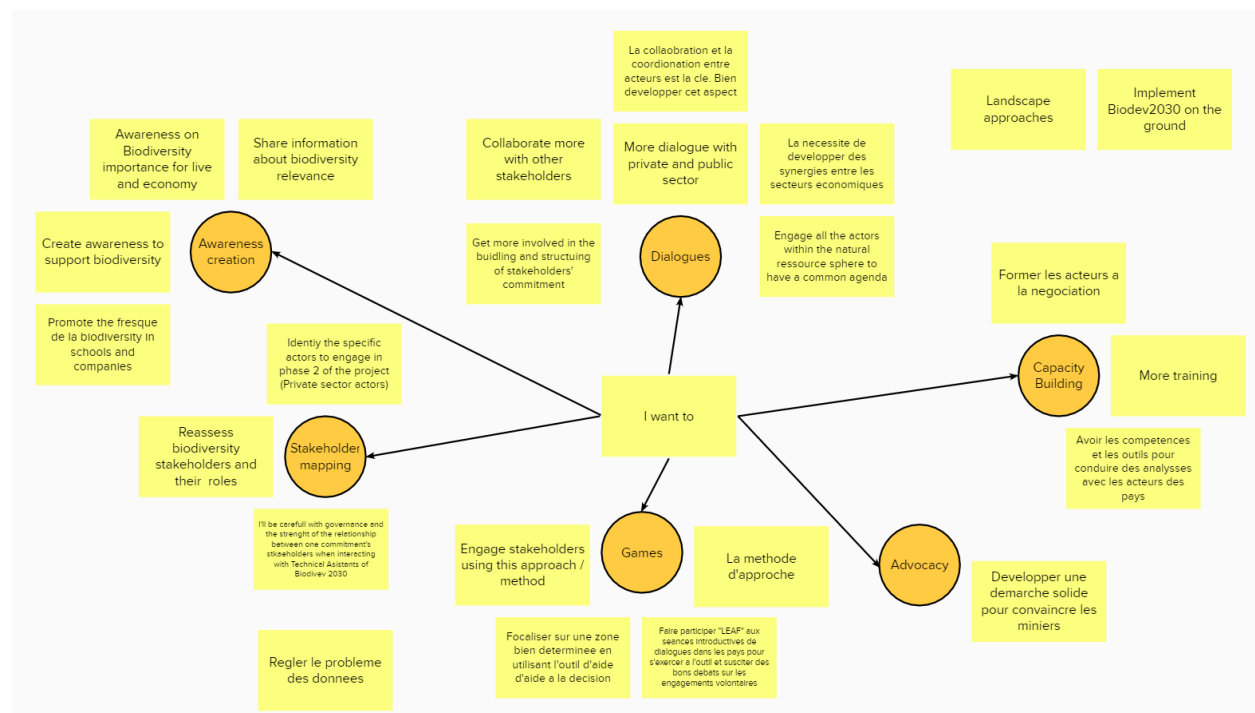 La collaobration et la
coordionation entre
acteurs est la cle. Bien
developper cet aspect
Landscape
approaches
Implement
Biodev2030 on the
ground
Awareness on
Biodiversity
importance for live
and economy
Share information
about biodiversity
relevance
Collaborate more
with other
stakeholders
More dialogue with
private and public
sector
La necessite de
developper des
synergies entre les
secteurs economiques
Create awareness to
support biodiversity
Awareness
creation
Get more involved in the
buidling and structuing
of stakeholders'
commitment
Dialogues
Engage all the actors
within the natural
ressource sphere to
have a common agenda
Former les acteurs a
la negociation
Promote the fresque
de la biodiversity in
schools and
companies
Identiy the specific
actors to engage in
phase 2 of the project
(Private sector actors)
I want to
Capacity
Building
More training
Reassess
biodiversity
stakeholders and
their roles
Stakeholder
mapping
Avoir les competences
et les outils pour
conduire des analysses
avec les acteurs des
pays
I'll be carefull with governance and
the strenght of the relationship
between one commitment's
stkaeholders when interacting
with Technical Asistants of
Biodivev 2030
Engage stakeholders
using this approach /
method
Games
La methode
d'approche
Advocacy
Developper une
demarche solide
pour convaincre les
miniers
Regler le probleme
des donnees
Focaliser sur une zone
bien determinee en
utilisant l'outil d'aide
d'aide a la decision
Faire participer "LEAF" aux
seances introductives de
dialogues dans les pays pour
s'exercer à l'outil et susciter des
bons debats sur les
engagements volontaires